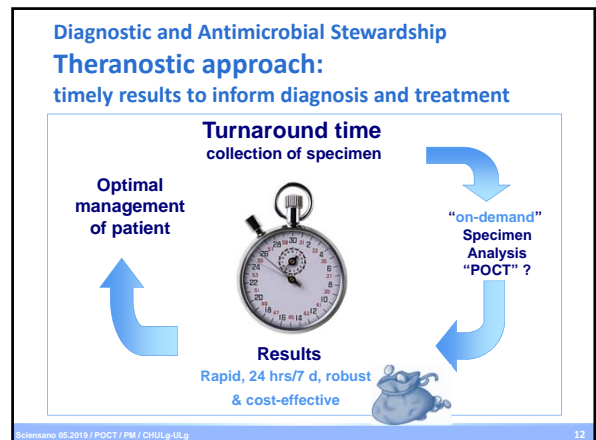 Diagnostic and Antimicrobial Stewardship
Theranostic approach:
timely results to inform diagnosis and treatment
Turnaround time
collection of specimen
Optimal
management
of patient
“on-demand”
Specimen
Analysis
“POCT” ?
Results
Rapid, 24 hrs/7 d, robust
& cost-effective
Sciensano 05.2019 / POCT / PM / CHULg-ULg
12